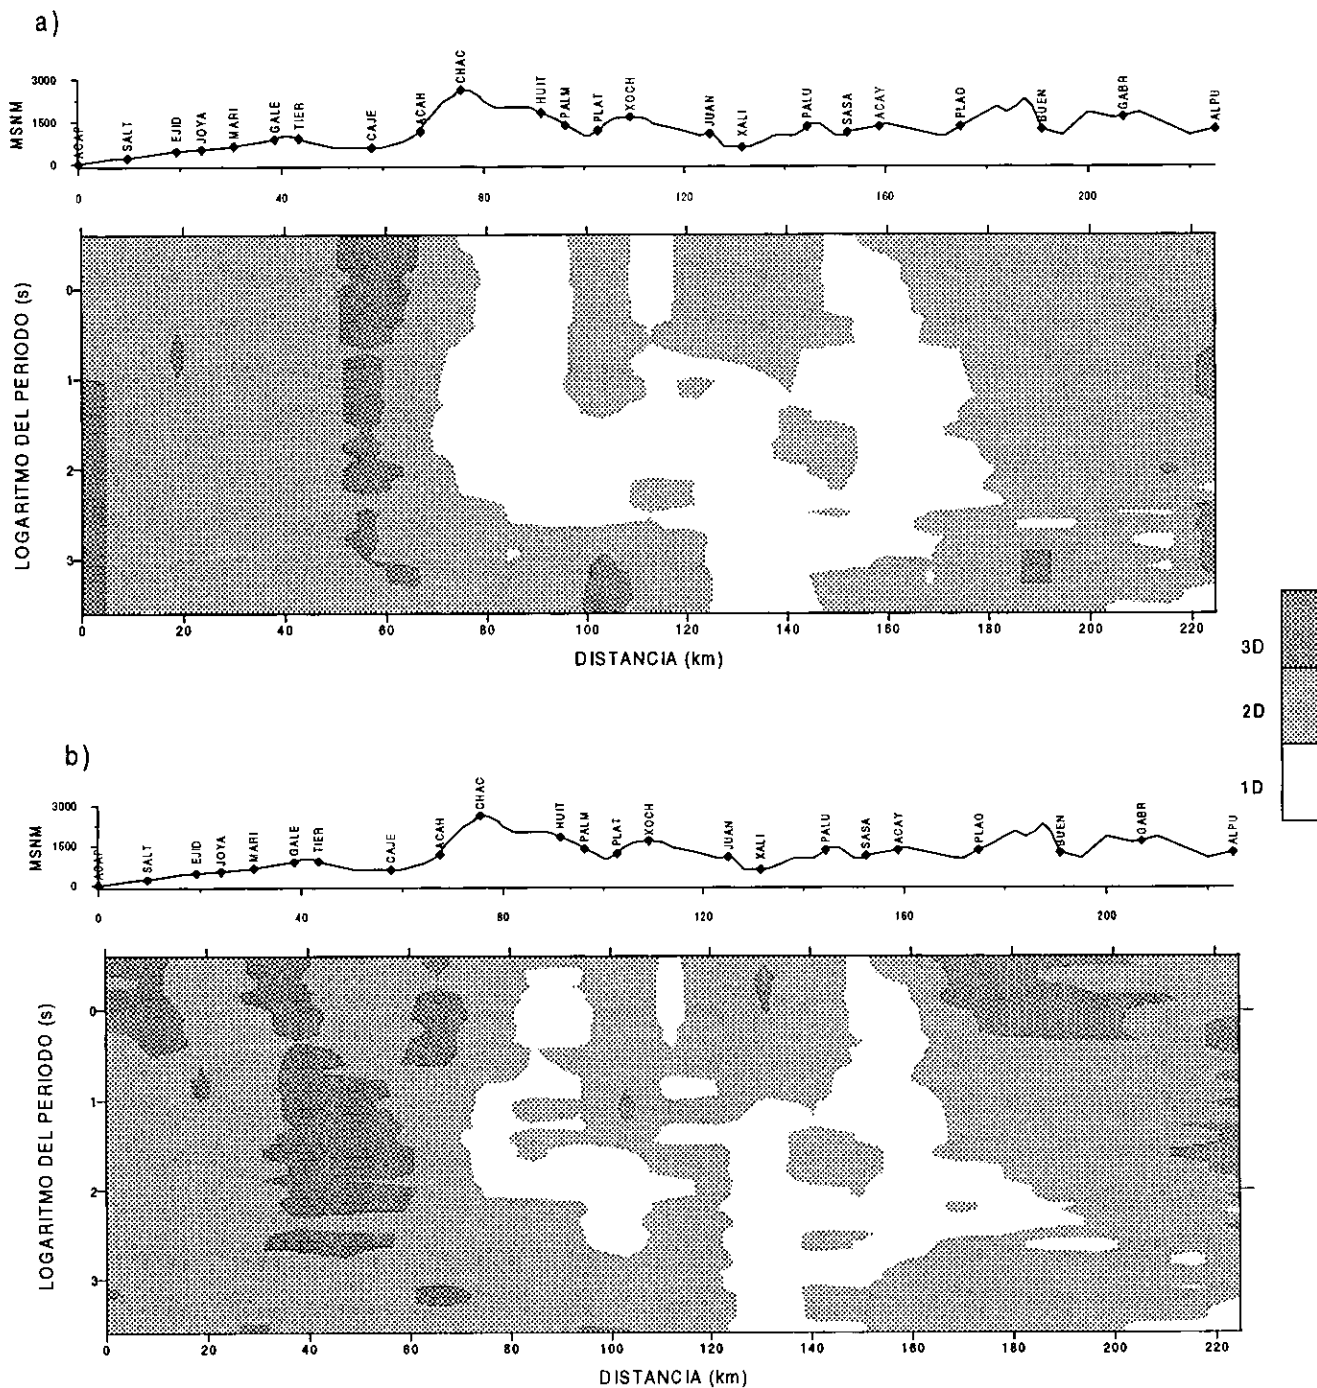 a)
MSNM
3000
1500
0
ACAP SALT EJID JOYA MARI GALE TIER CAJE ACAH CHAC HUIT PALM PLAT XOCH JUAN XALI PALU SASA ACAY PLAO BUEN GABR ALPU
0 40 80 120 160 200
LOGARITMO DEL PERIODO (s)
0
1
2
3
0 20 40 60 80 100 120 140 160 180 200 220
DISTANCIA (km)
3D
2D
1D
b)
MSNM
3000
1500
0
ACAP SALT EJID JOYA MARI GALE TIER CAJE ACAH CHAC HUIT PALM PLAT XOCH JUAN XALI PALU SASA ACAY PLAO BUEN GABR ALPU
0 40 80 120 160 200
LOGARITMO DEL PERIODO (s)
0
1
2
3
0 20 40 60 80 100 120 140 160 180 200 220
DISTANCIA (km)